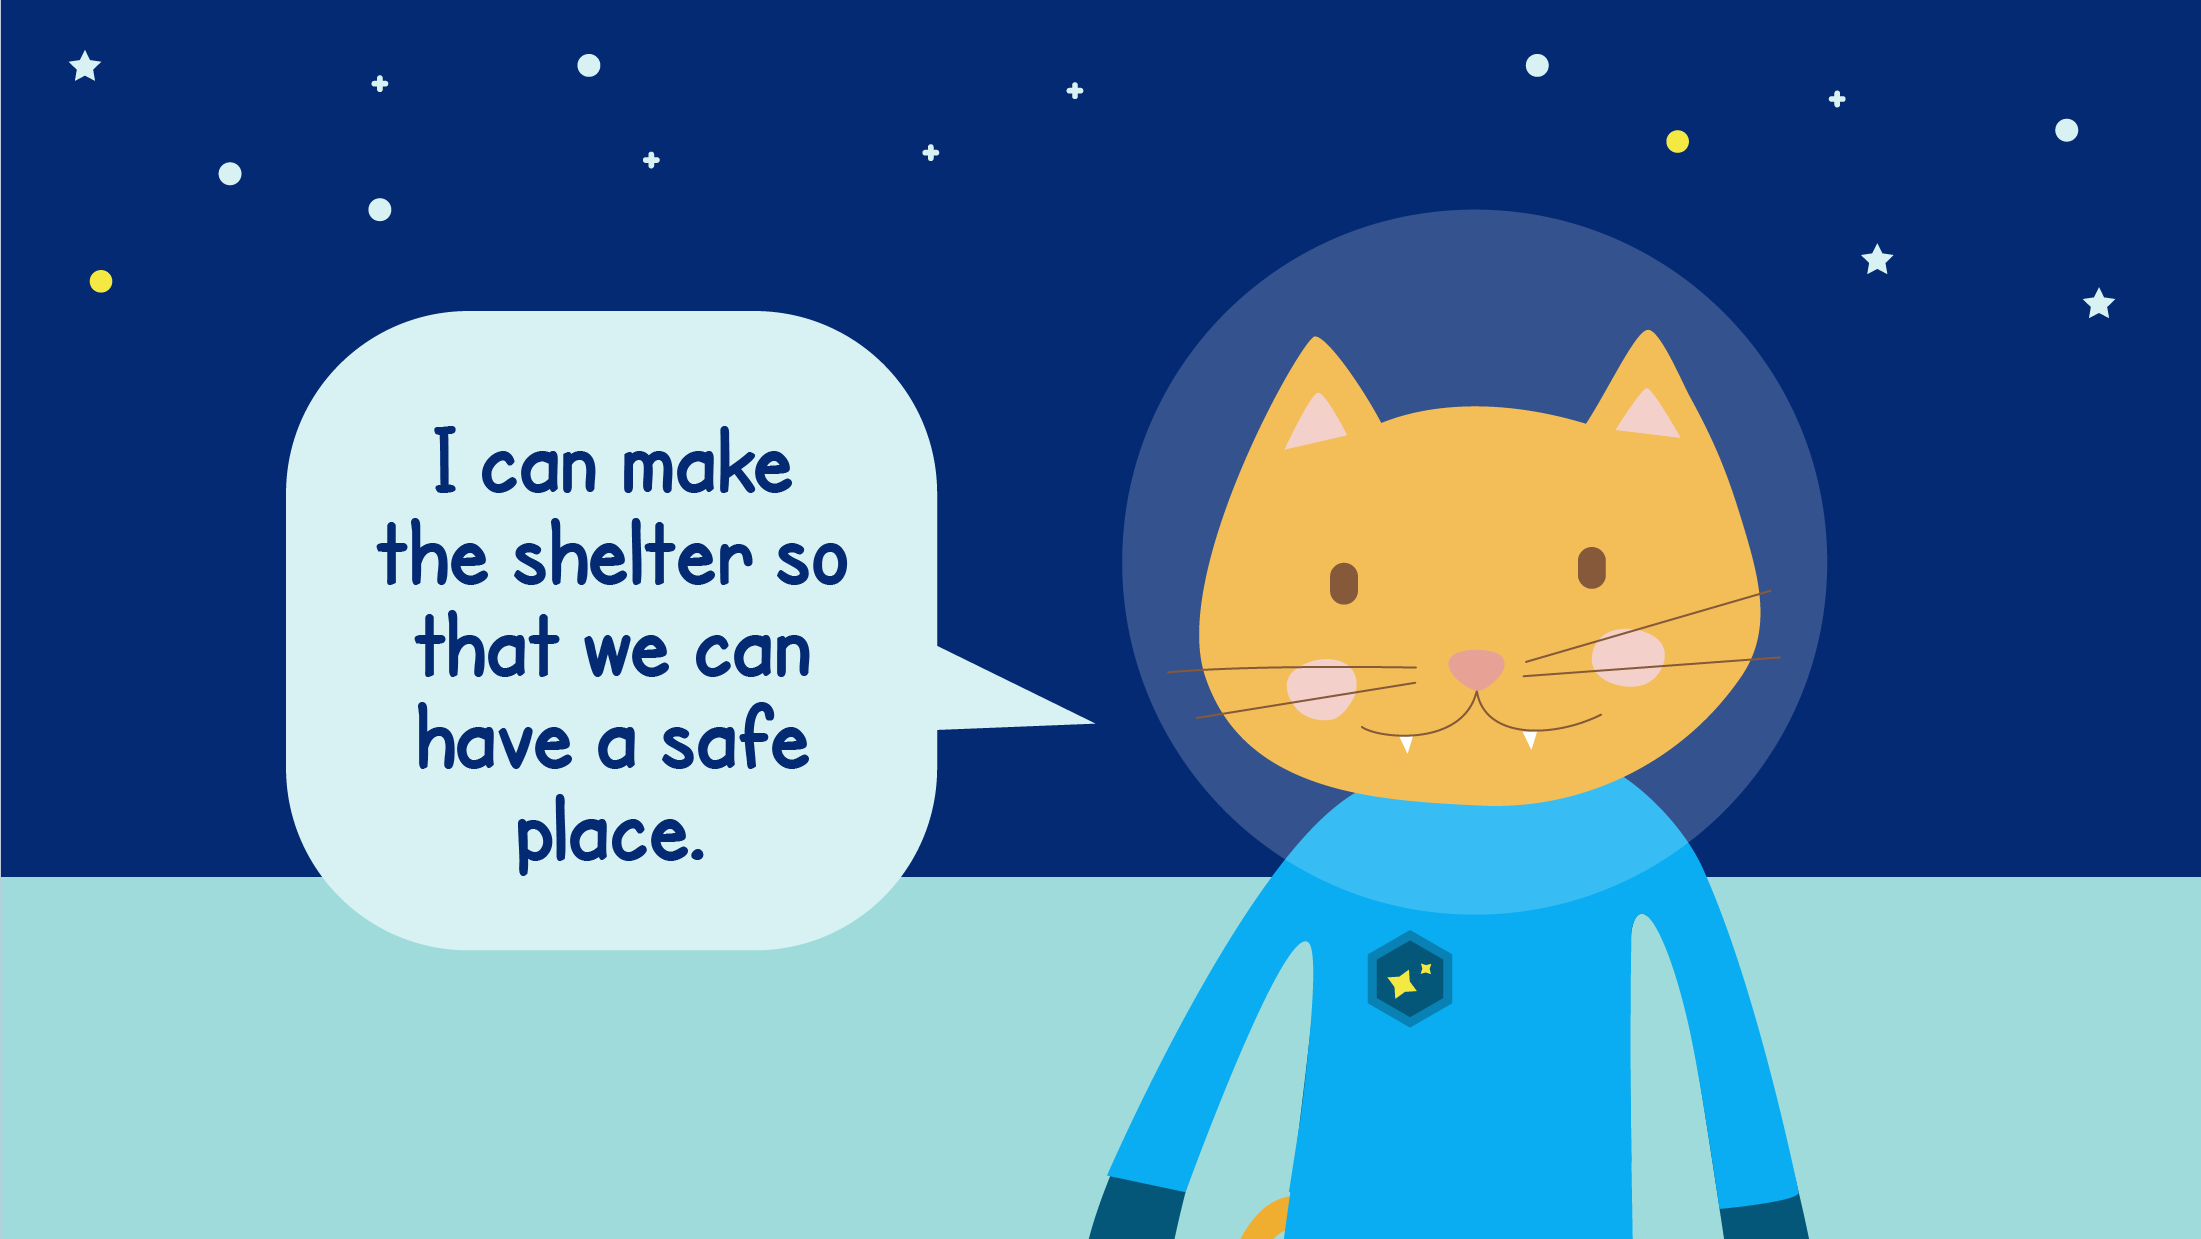 I can make
the shelter so
that we can
have a safe
place.